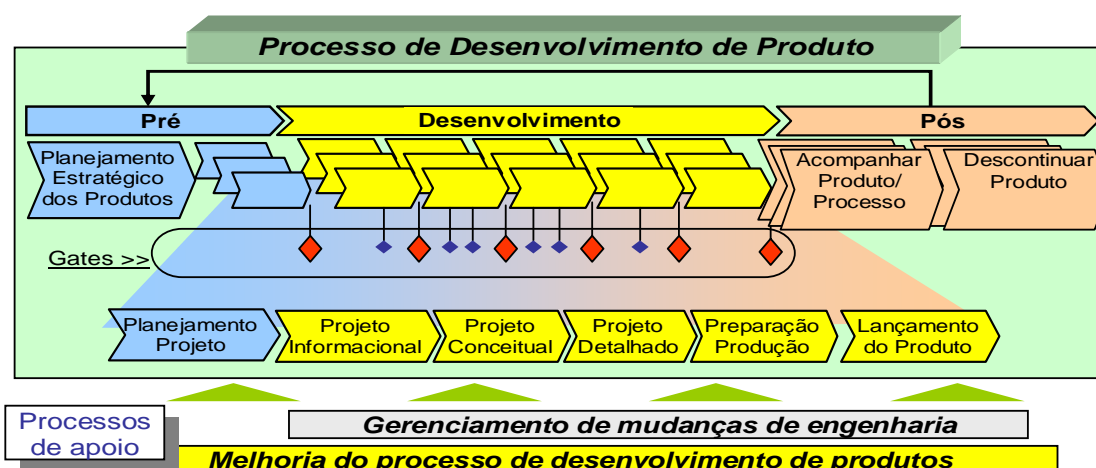 Processo de Desenvolvimento de Produto
Pré
Desenvolvimento
Pós
Planejamento
Estratégico
dos Produtos
Acompanhar
Produto/
Processo
Descontinuar
Produto
Gates >>
Planejamento
Projeto
Projeto
Informacional
Projeto
Conceitual
Projeto
Detalhado
Preparação
Produção
Lançamento
do Produto
Processos
de apoio
Gerenciamento de mudanças de engenharia
Melhoria do processo de desenvolvimento de produtos